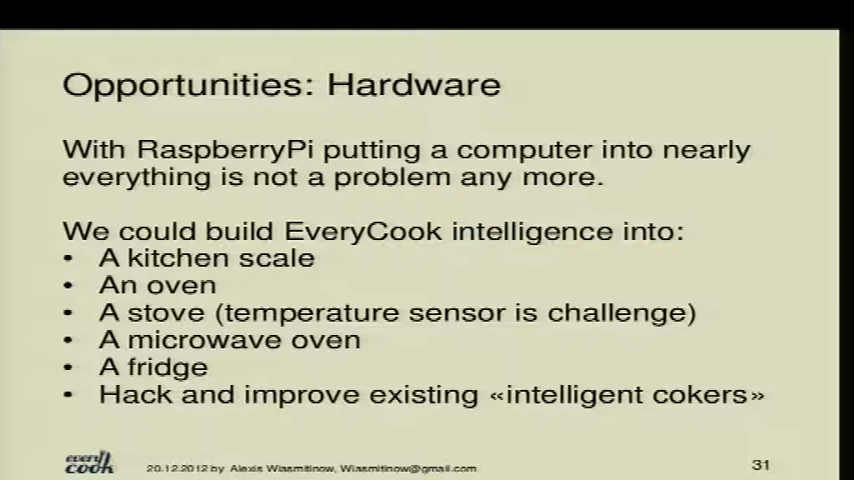 Opportunities: Hardware
With RaspberryPi putting a computer into nearly
everything is not a problem any more.
We could build EveryCook intelligence into:
• A kitchen scale
• An oven
• A stove (temperature sensor is challenge)
• A microwave oven
• A fridge
• Hack and improve existing «intelligent cokers»
every
cook
20.12.2012 by Alexis Wiasmitinow, Wiasmitinow@gmail.com
31